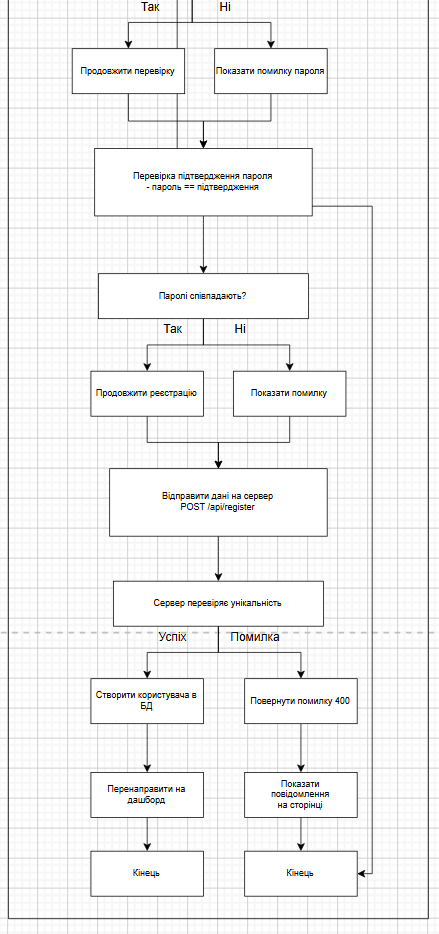 Так
Ні
Продовжити перевірку
Показати помилку пароля
Перевірка підтвердження пароля
- пароль == підтвердження
Паролі співпадають?
Так
Ні
Продовжити реєстрацію
Показати помилку
Відправити дані на сервер
POST /api/register
Сервер перевіряє унікальність
Успіх
Помилка
Створити користувача в
БД
Повернути помилку 400
Перенаправити на
дашборд
Показати
повідомлення
на сторінці
Кінець
Кінець